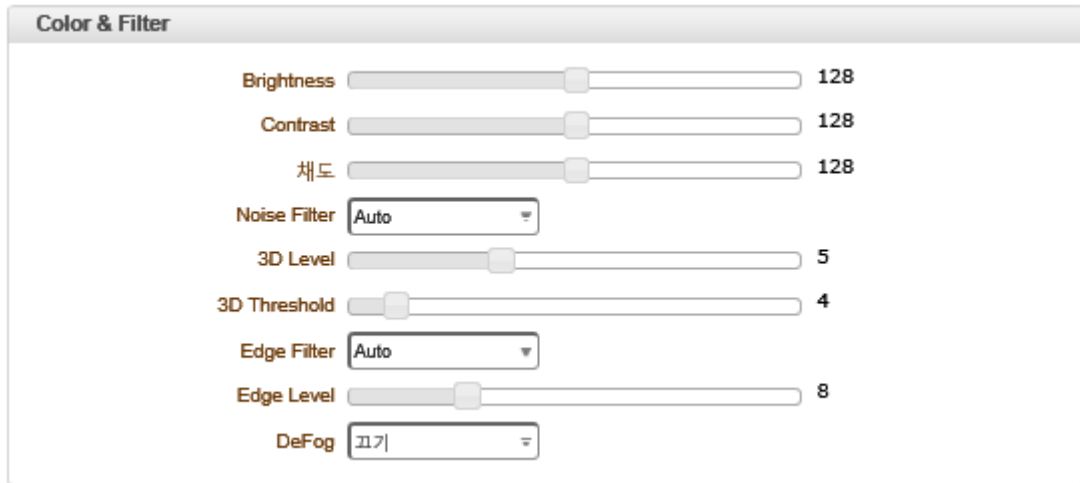 Color & Filter
Brightness 128
Contrast 128
채도 128
Noise Filter Auto
3D Level 5
3D Threshold 4
Edge Filter Auto
Edge Level 8
DeFog 끄기